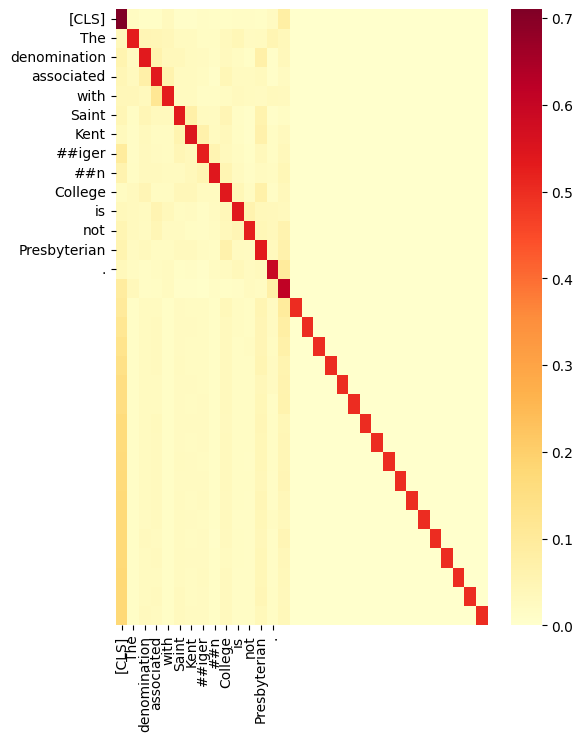 [CLS]
The
denomination
associated
with
Saint
Kent
##iger
##n
College
is
not
Presbyterian
.
0.7
0.6
0.5
0.4
0.3
0.2
0.1
0.0
[CLS]
The
denomination
associated
with
Saint
Kent
##iger
##n
College
is
not
Presbyterian
.